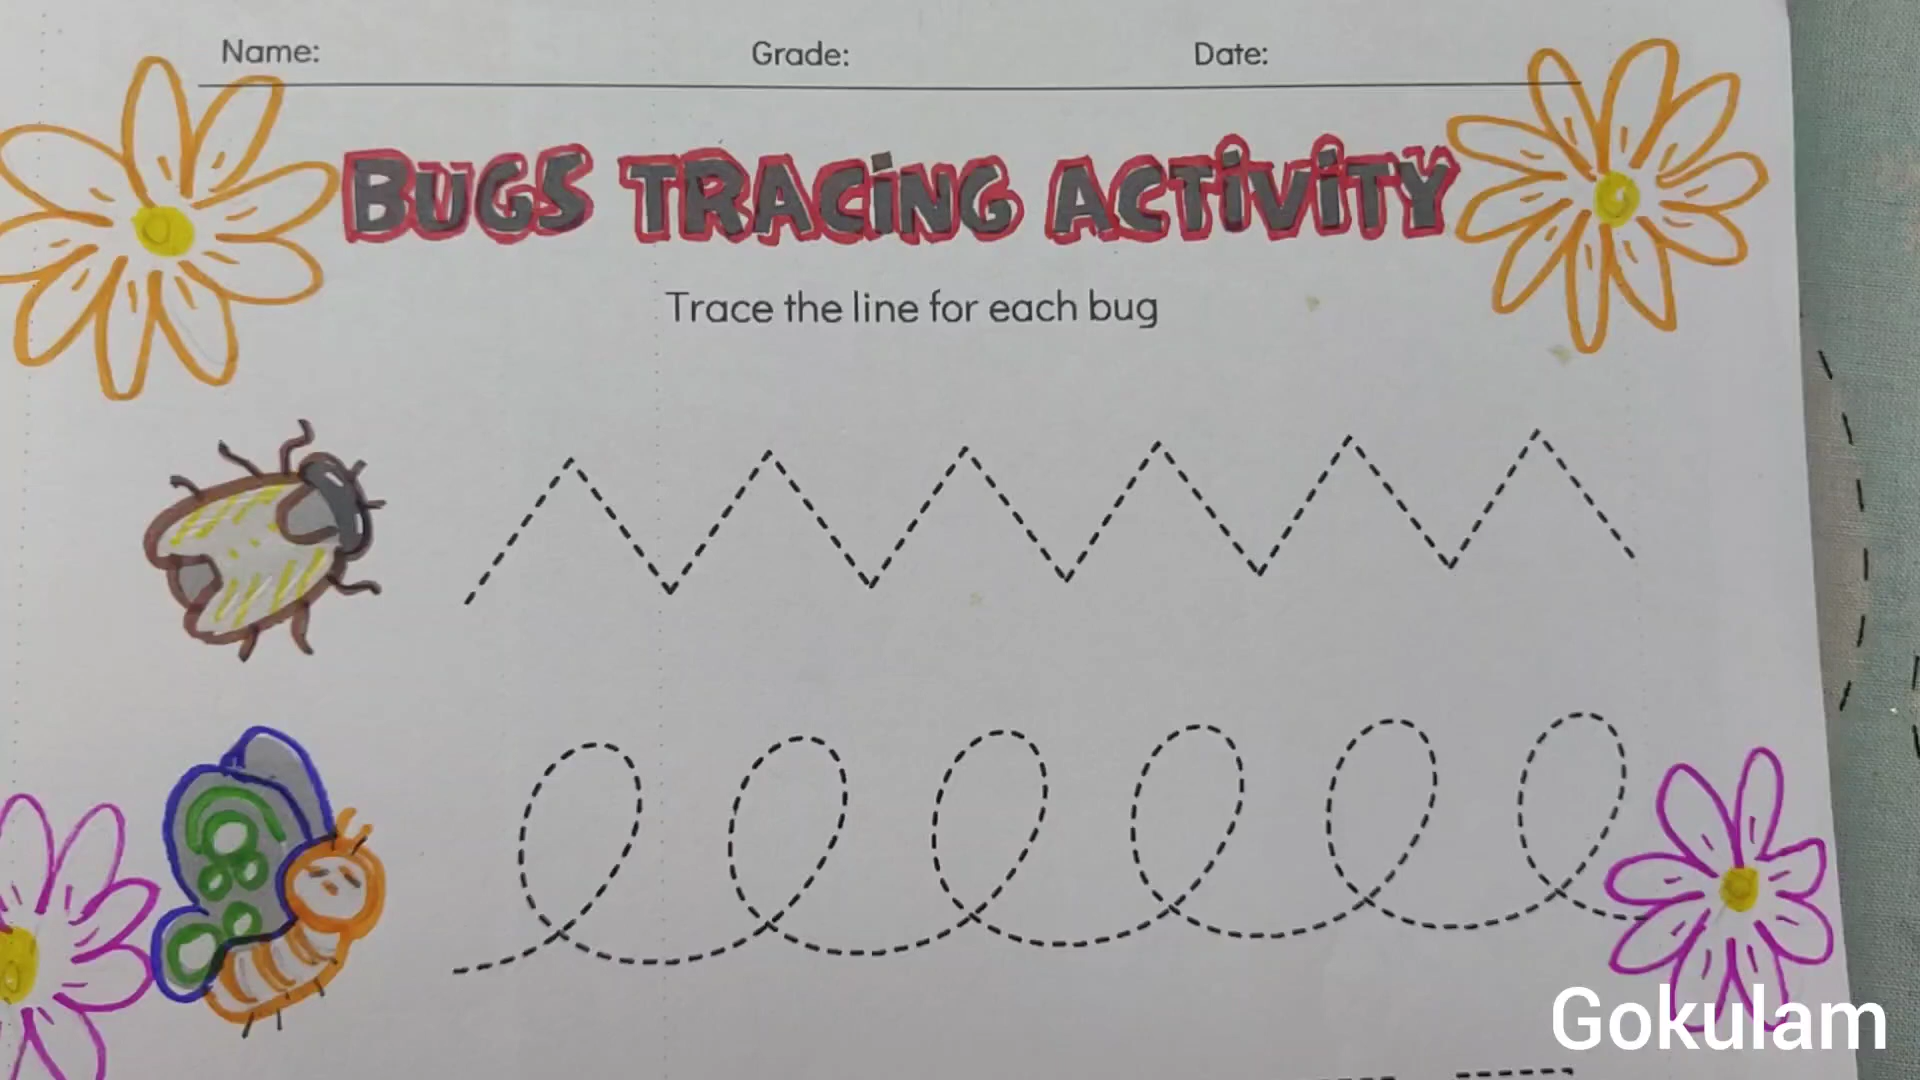 Name: Grade: Date:
BUGS TRACiNG ACTiViTY
Trace the line for each bug
Gokulam